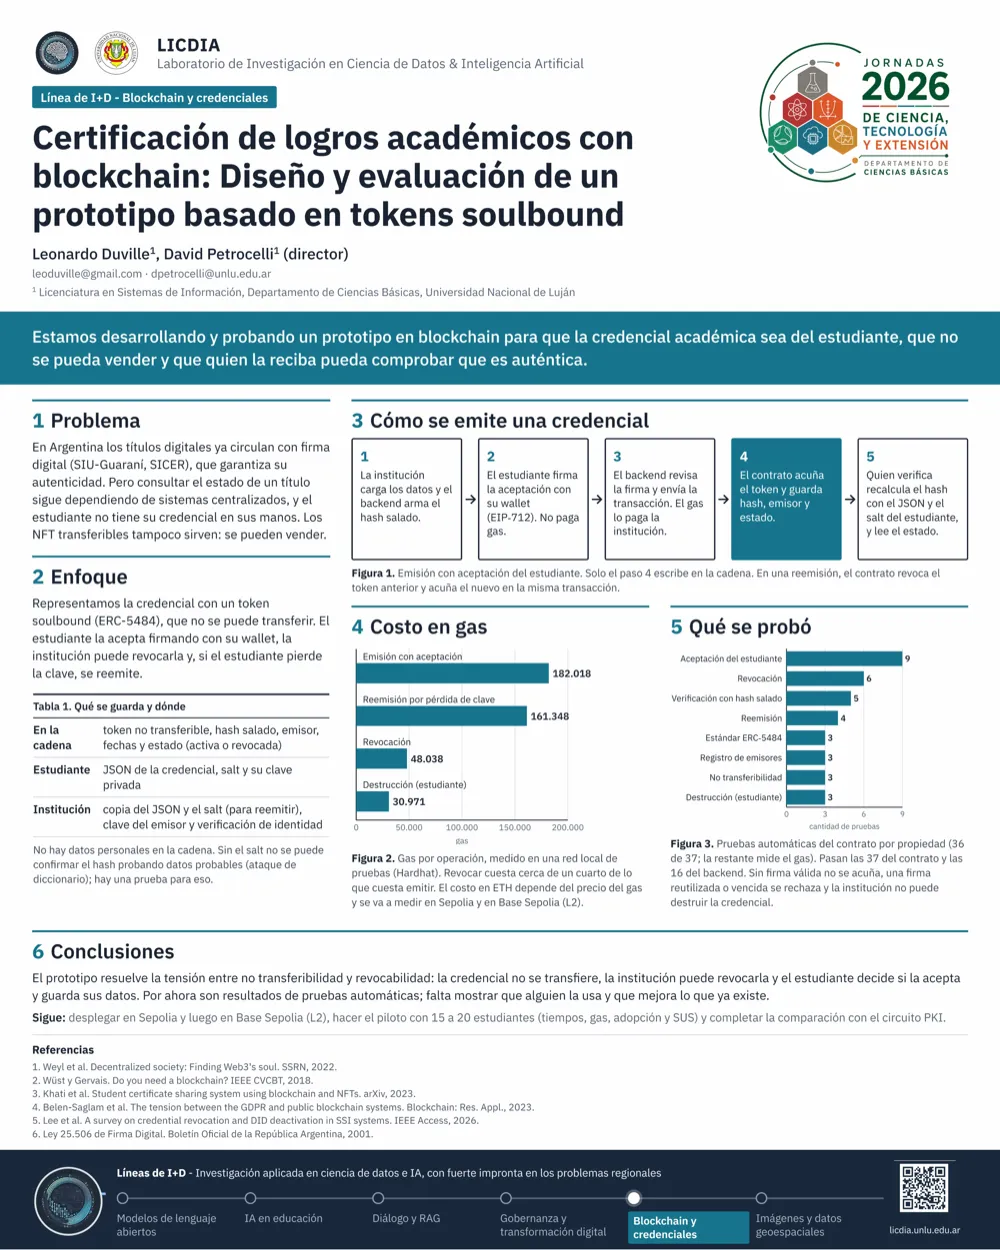 LICDIA
Laboratorio de Investigación en Ciencia de Datos & Inteligencia Artificial
JORNADAS
2026
DE CIENCIA,
TECNOLOGÍA
Y EXTENSIÓN
DEPARTAMENTO DE
CIENCIAS BÁSICAS
Línea de I+D - Blockchain y credenciales
Certificación de logros académicos con
blockchain: Diseño y evaluación de un
prototipo basado en tokens soulbound
Leonardo Duville¹, David Petrocelli¹ (director)
leoduville@gmail.com · dpetrocelli@unlu.edu.ar
¹ Licenciatura en Sistemas de Información, Departamento de Ciencias Básicas, Universidad Nacional de Luján
Estamos desarrollando y probando un prototipo en blockchain para que la credencial académica sea del estudiante, que no
se pueda vender y que quien la reciba pueda comprobar que es auténtica.
1 Problema
En Argentina los títulos digitales ya circulan con firma
digital (SIU-Guaraní, SICER), que garantiza su
autenticidad. Pero consultar el estado de un título
sigue dependiendo de sistemas centralizados, y el
estudiante no tiene su credencial en sus manos. Los
NFT transferibles tampoco sirven: se pueden vender.
2 Enfoque
Representamos la credencial con un token
soulbound (ERC-5484), que no se puede transferir. El
estudiante la acepta firmando con su wallet, la
institución puede revocarla y, si el estudiante pierde
la clave, se reemite.
Tabla 1. Qué se guarda y dónde
En la cadena token no transferible, hash salado, emisor,
fechas y estado (activa o revocada)
Estudiante JSON de la credencial, salt y su clave
privada
Institución copia del JSON y el salt (para reemitir),
clave del emisor y verificación de identidad
No hay datos personales en la cadena. Sin el salt no se puede
confirmar el hash probando datos probables (ataque de
diccionario); hay una prueba para eso.
3 Cómo se emite una credencial
1
La institución
carga los datos y el
backend arma el
hash salado.
2
El estudiante firma
la aceptación con
su wallet
(EIP-712). No paga
gas.
3
El backend revisa
la firma y envía la
transacción. El gas
lo paga la
institución.
4
El contrato acuña
el token y guarda
hash, emisor y
estado.
5
Quien verifica
recalcula el hash
con el JSON y el
salt del estudiante,
y lee el estado.
Figura 1. Emisión con aceptación del estudiante. Solo el paso 4 escribe en la cadena. En una reemisión, el contrato revoca el
token anterior y acuña el nuevo en la misma transacción.
4 Costo en gas
Emisión con aceptación
182.018
Reemisión por pérdida de clave
161.348
Revocación
48.038
Destrucción (estudiante)
30.971
0 50.000 100.000 150.000 200.000
gas
Figura 2. Gas por operación, medido en una red local de
pruebas (Hardhat). Revocar cuesta cerca de un cuarto de lo
que cuesta emitir. El costo en ETH depende del precio del gas
y se va a medir en Sepolia y en Base Sepolia (L2).
5 Qué se probó
Aceptación del estudiante 9
Revocación 6
Verificación con hash salado 5
Reemisión 4
Estándar ERC-5484 3
Registro de emisores 3
No transferibilidad 3
Destrucción (estudiante) 3
0 3 6 9
cantidad de pruebas
Figura 3. Pruebas automáticas del contrato por propiedad (36
de 37; la restante mide el gas). Pasan las 37 del contrato y las
16 del backend. Sin firma válida no se acuña, una firma
reutilizada o vencida se rechaza y la institución no puede
destruir la credencial.
6 Conclusiones
El prototipo resuelve la tensión entre no transferibilidad y revocabilidad: la credencial no se transfiere, la institución puede revocarla y el estudiante decide si la acepta
y guarda sus datos. Por ahora son resultados de pruebas automáticas; falta mostrar que alguien la usa y que mejora lo que ya existe.
Sigue: desplegar en Sepolia y luego en Base Sepolia (L2), hacer el piloto con 15 a 20 estudiantes (tiempos, gas, adopción y SUS) y completar la comparación con el circuito PKI.
Referencias
1. Weyl et al. Decentralized society: Finding Web3's soul. SSRN, 2022.
2. Wüst y Gervais. Do you need a blockchain? IEEE CVCBT, 2018.
3. Khati et al. Student certificate sharing system using blockchain and NFTs. arXiv, 2023.
4. Belen-Saglam et al. The tension between the GDPR and public blockchain systems. Blockchain: Res. Appl., 2023.
5. Lee et al. A survey on credential revocation and DID deactivation in SSI systems. IEEE Access, 2026.
6. Ley 25.506 de Firma Digital. Boletín Oficial de la República Argentina, 2001.
Líneas de I+D - Investigación aplicada en ciencia de datos e IA, con fuerte impronta en los problemas regionales
Modelos de lenguaje
abiertos
IA en educación
Diálogo y RAG
Gobernanza y
transformación digital
Blockchain y
credenciales
Imágenes y datos
geoespaciales
licdia.unlu.edu.ar